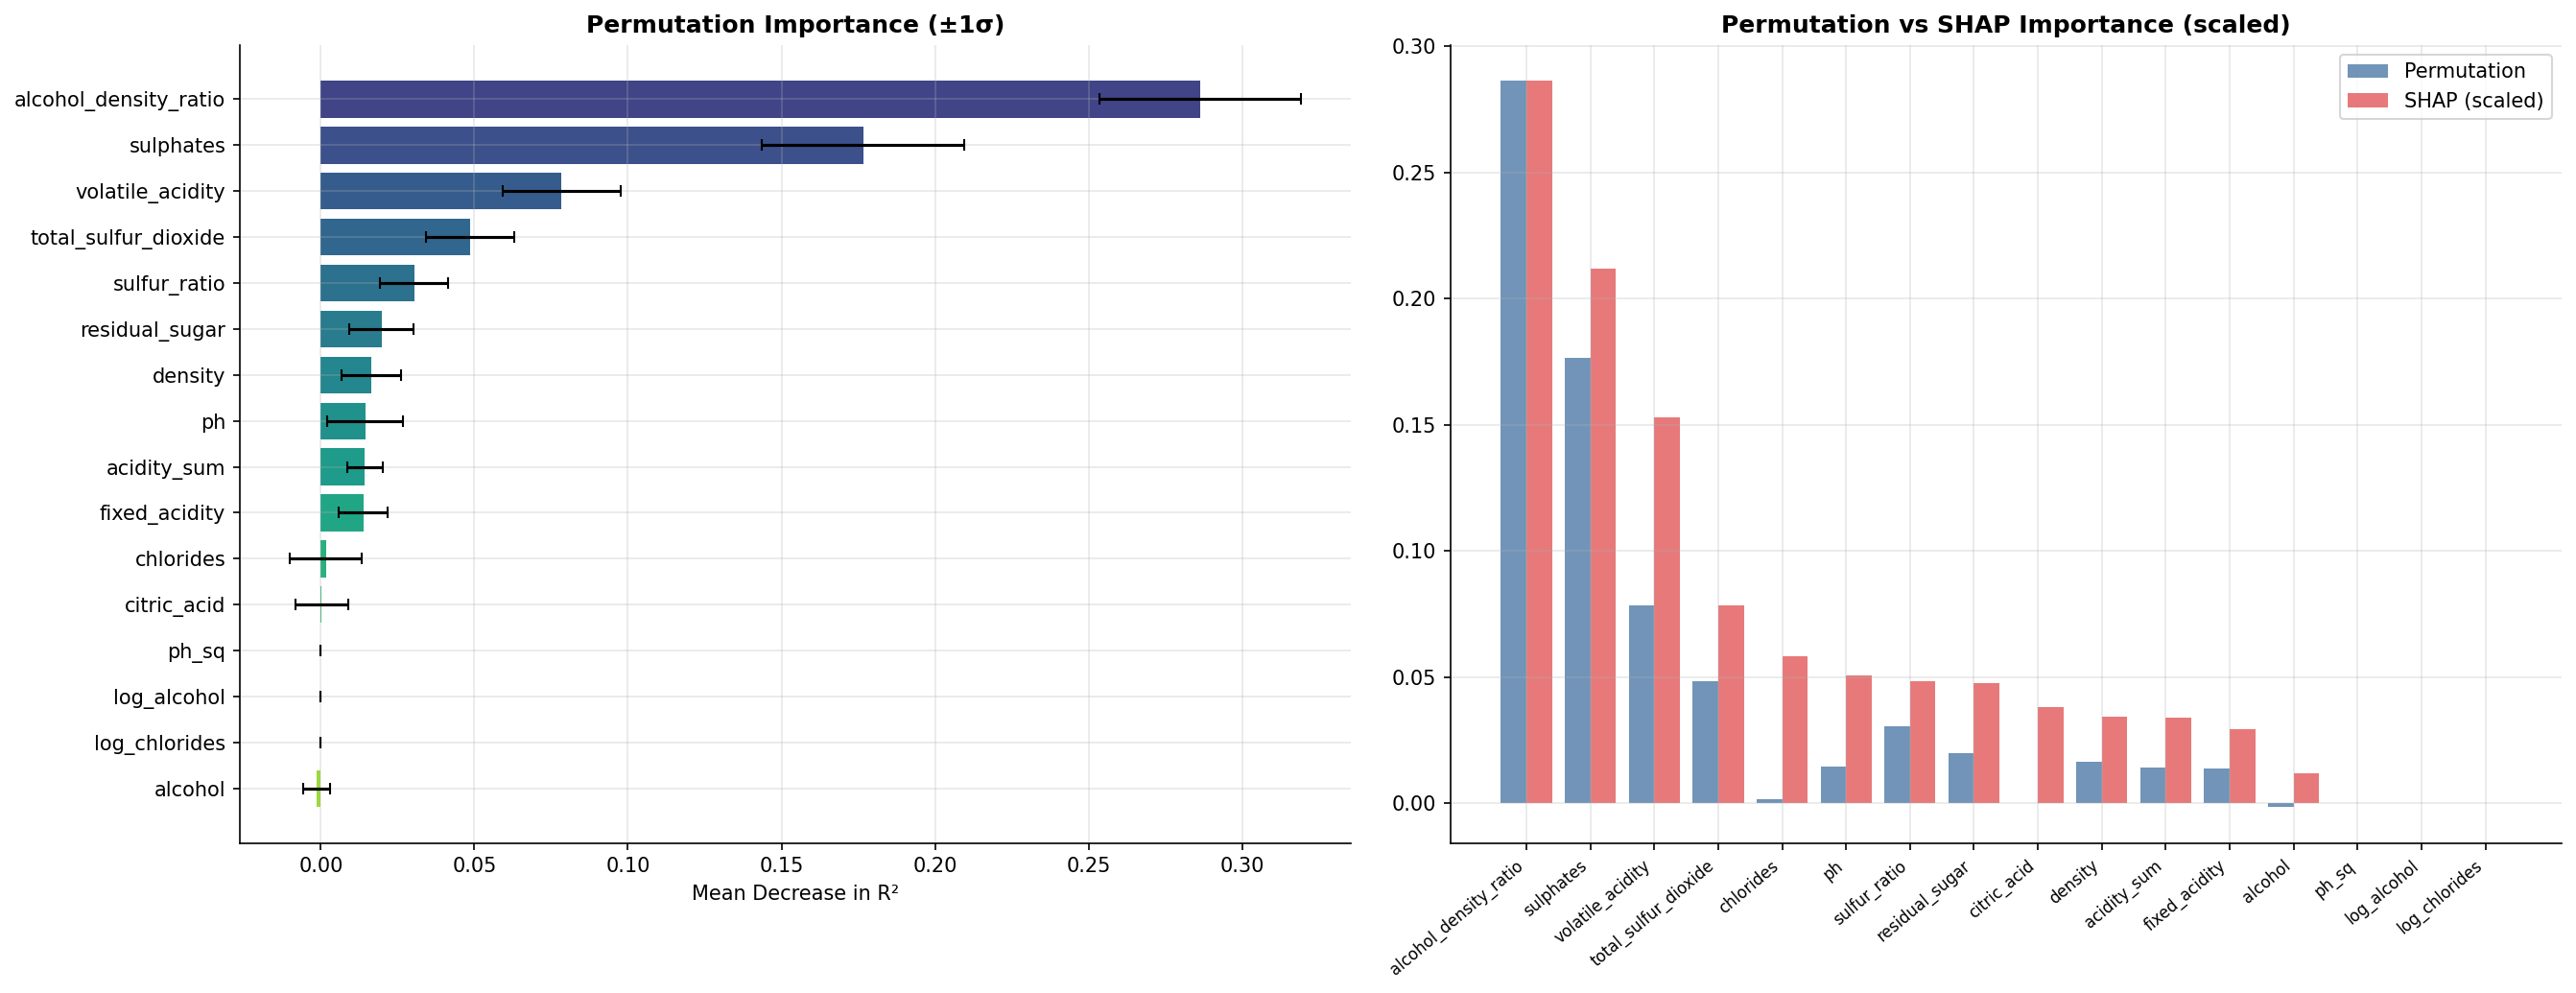 Permutation Importance (±1σ)
alcohol_density_ratio
sulphates
volatile_acidity
total_sulfur_dioxide
sulfur_ratio
residual_sugar
density
ph
acidity_sum
fixed_acidity
chlorides
citric_acid
ph_sq
log_alcohol
log_chlorides
alcohol
0.00 0.05 0.10 0.15 0.20 0.25 0.30
Mean Decrease in R²
Permutation vs SHAP Importance (scaled)
Permutation
SHAP (scaled)
0.30
0.25
0.20
0.15
0.10
0.05
0.00
alcohol_density_ratio
sulphates
volatile_acidity
total_sulfur_dioxide
chlorides
ph
sulfur_ratio
residual_sugar
citric_acid
density
acidity_sum
fixed_acidity
alcohol
ph_sq
log_alcohol
log_chlorides